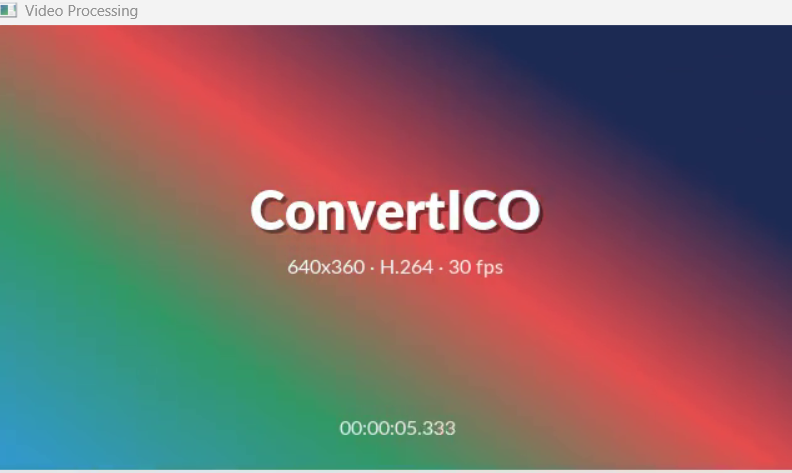 Video Processing
ConvertICO
640x360 · H.264 · 30 fps
00:00:05.333